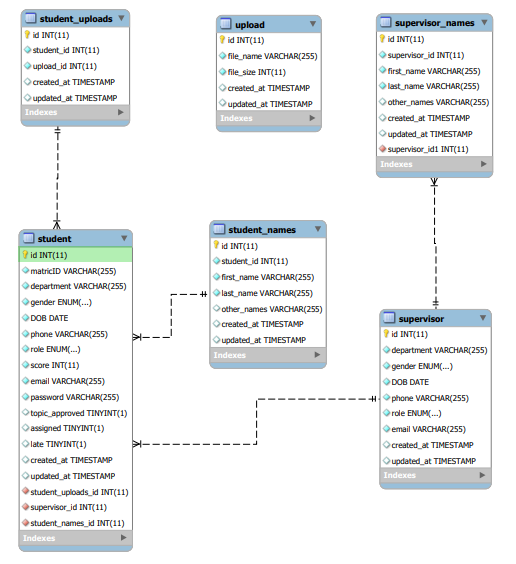 student_uploads
id INT(11)
student_id INT(11)
upload_id INT(11)
created_at TIMESTAMP
updated_at TIMESTAMP
Indexes
upload
id INT(11)
file_name VARCHAR(255)
file_size INT(11)
created_at TIMESTAMP
updated_at TIMESTAMP
Indexes
supervisor_names
id INT(11)
supervisor_id INT(11)
first_name VARCHAR(255)
last_name VARCHAR(255)
other_names VARCHAR(255)
created_at TIMESTAMP
updated_at TIMESTAMP
supervisor_id1 INT(11)
Indexes
student
id INT(11)
matricID VARCHAR(255)
department VARCHAR(255)
gender ENUM(...)
DOB DATE
phone VARCHAR(255)
role ENUM(...)
score INT(11)
email VARCHAR(255)
password VARCHAR(255)
topic_approved TINYINT(1)
assigned TINYINT(1)
late TINYINT(1)
created_at TIMESTAMP
updated_at TIMESTAMP
student_uploads_id INT(11)
supervisor_id INT(11)
student_names_id INT(11)
Indexes
student_names
id INT(11)
student_id INT(11)
first_name VARCHAR(255)
last_name VARCHAR(255)
other_names VARCHAR(255)
created_at TIMESTAMP
updated_at TIMESTAMP
Indexes
supervisor
id INT(11)
department VARCHAR(255)
gender ENUM(...)
DOB DATE
phone VARCHAR(255)
role ENUM(...)
email VARCHAR(255)
created_at TIMESTAMP
updated_at TIMESTAMP
Indexes